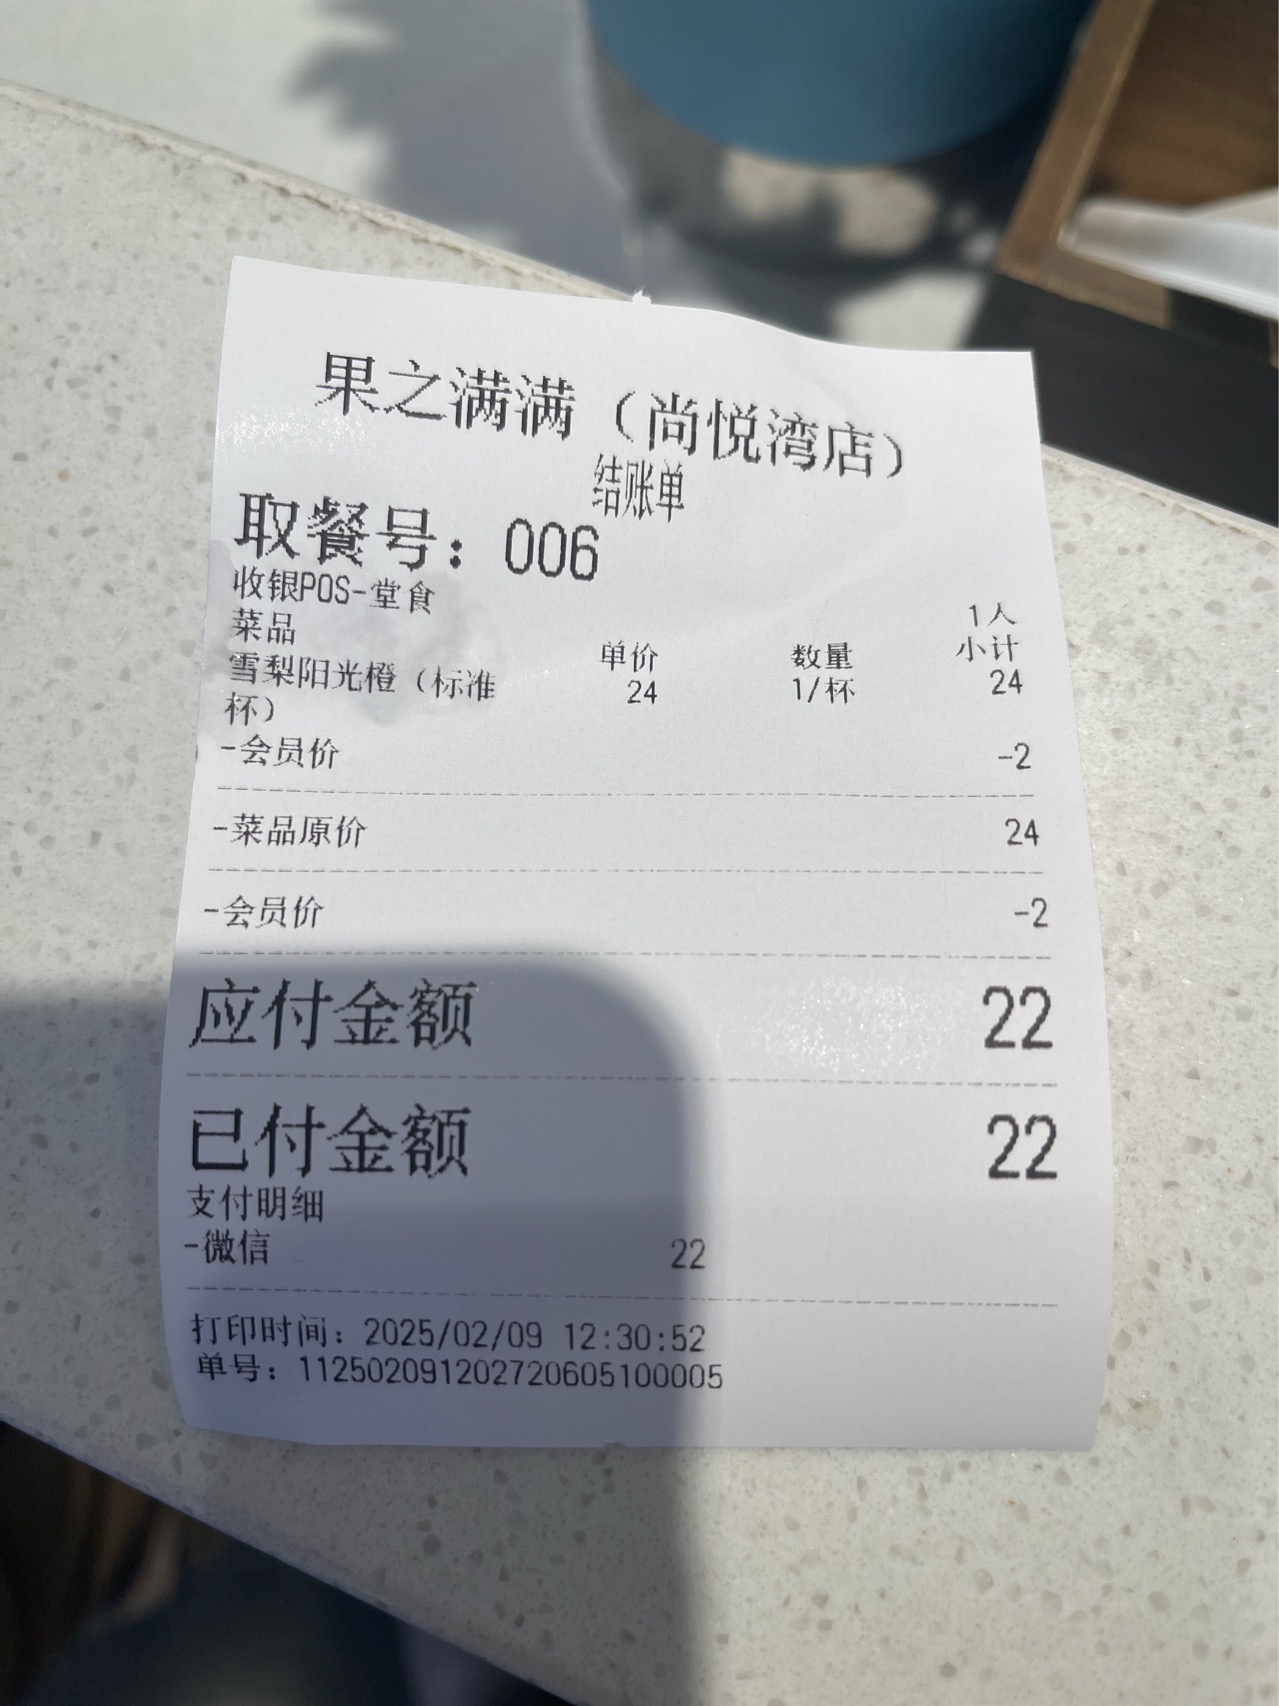 果之满满（尚悦湾店）
结账单
取餐号：006
收银POS-堂食 1人
菜品 单价 数量 小计
雪梨阳光橙（标准 24 1/杯 24
杯）
-会员价 -2
-菜品原价 24
-会员价 -2
应付金额 22
已付金额 22
支付明细
-微信 22
打印时间：2025/02/09 12:30:52
单号：112502091202720605100005